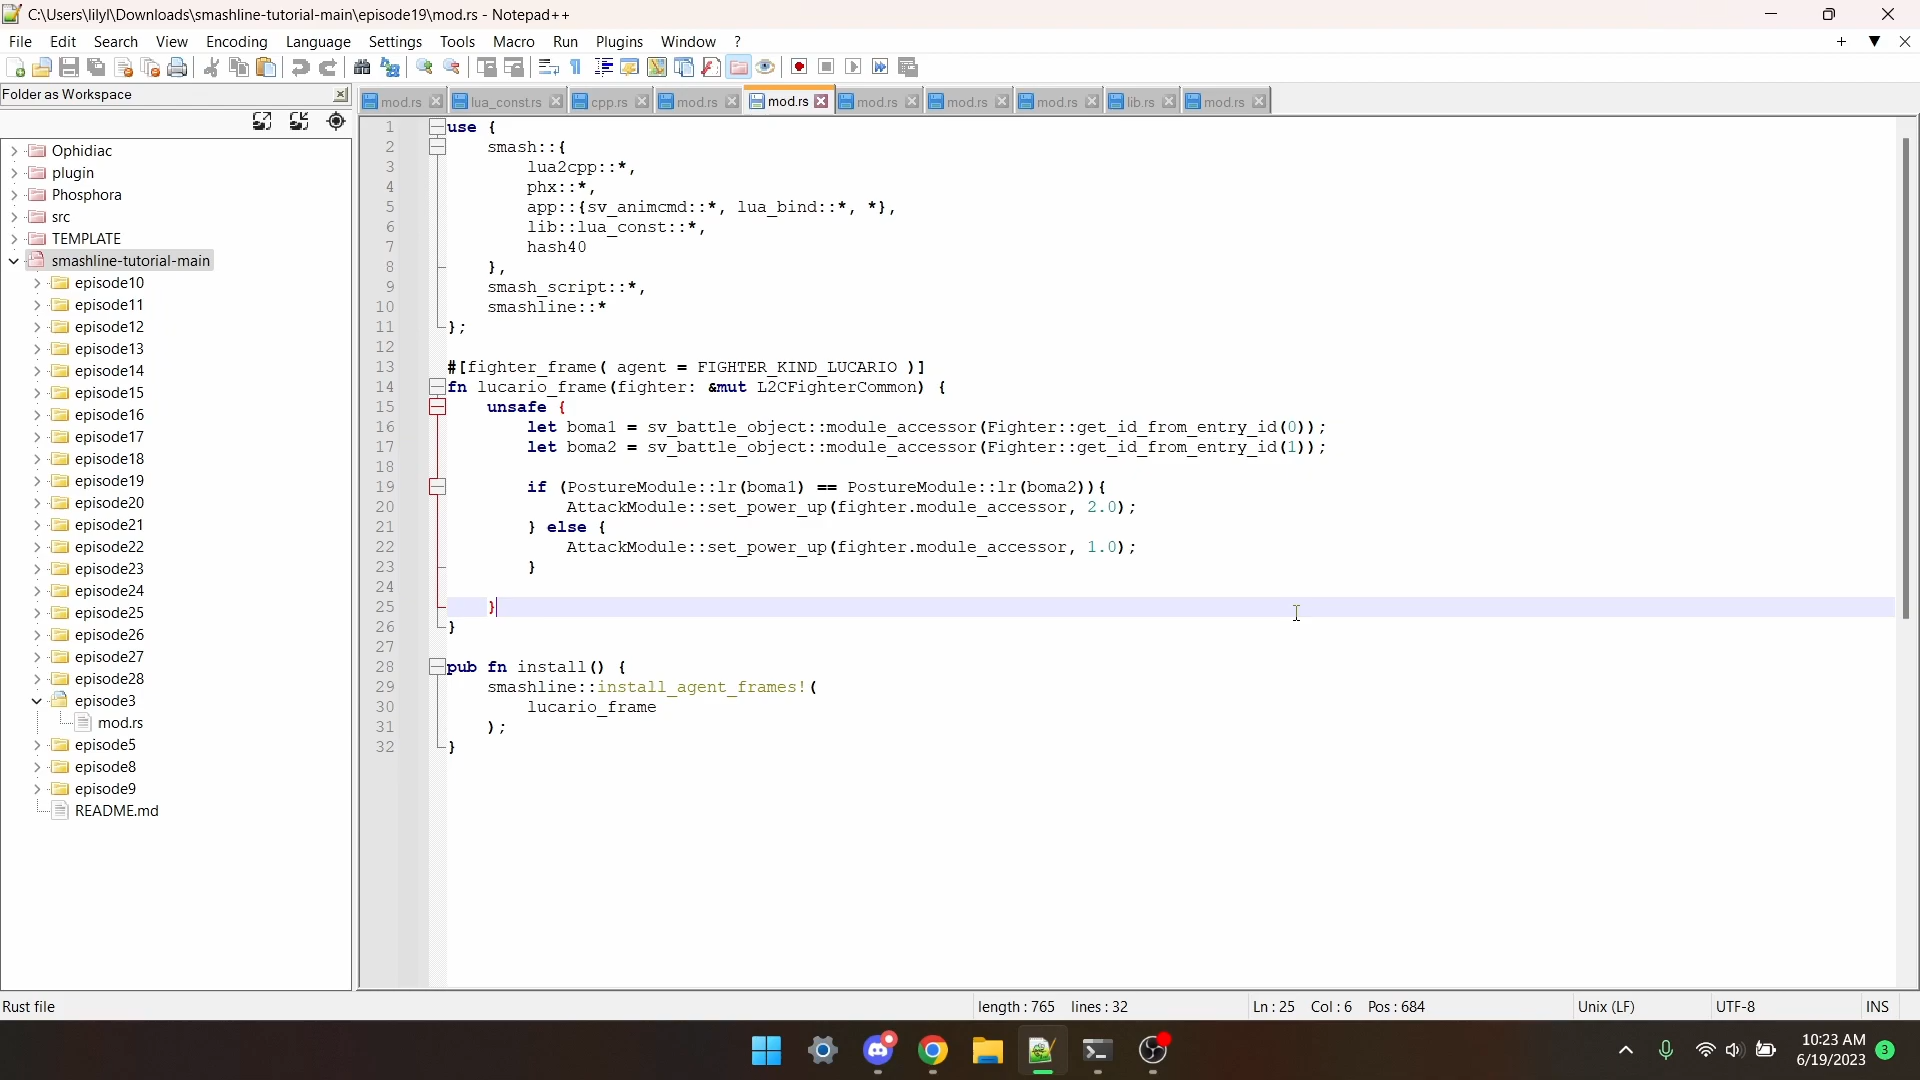 C:\Users\lilyl\Downloads\smashline-tutorial-main\episode19\mod.rs - Notepad++
File Edit Search View Encoding Language Settings Tools Macro Run Plugins Window ?
Folder as Workspace
mod.rs lua_const.rs cpp.rs mod.rs mod.rs mod.rs mod.rs mod.rs lib.rs mod.rs
Ophidiac
plugin
Phosphora
src
TEMPLATE
smashline-tutorial-main
episode10
episode11
episode12
episode13
episode14
episode15
episode16
episode17
episode18
episode19
episode20
episode21
episode22
episode23
episode24
episode25
episode26
episode27
episode28
episode3
mod.rs
episode5
episode8
episode9
README.md
1 use {
2 smash::{
3 lua2cpp::*,
4 phx::*,
5 app::{sv_animcmd::*, lua_bind::*, *},
6 lib::lua_const::*,
7 hash40
8 },
9 smash_script::*,
10 smashline::*
11 };
12
13 #[fighter_frame( agent = FIGHTER_KIND_LUCARIO )]
14 fn lucario_frame(fighter: &mut L2CFighterCommon) {
15 unsafe {
16 let boma1 = sv_battle_object::module_accessor(Fighter::get_id_from_entry_id(0));
17 let boma2 = sv_battle_object::module_accessor(Fighter::get_id_from_entry_id(1));
18
19 if (PostureModule::lr(boma1) == PostureModule::lr(boma2)){
20 AttackModule::set_power_up(fighter.module_accessor, 2.0);
21 } else {
22 AttackModule::set_power_up(fighter.module_accessor, 1.0);
23 }
24
25 }
26 }
27
28 pub fn install() {
29 smashline::install_agent_frames!(
30 lucario_frame
31 );
32 }
Rust file length : 765 lines : 32 Ln : 25 Col : 6 Pos : 684 Unix (LF) UTF-8 INS
10:23 AM
6/19/2023 3